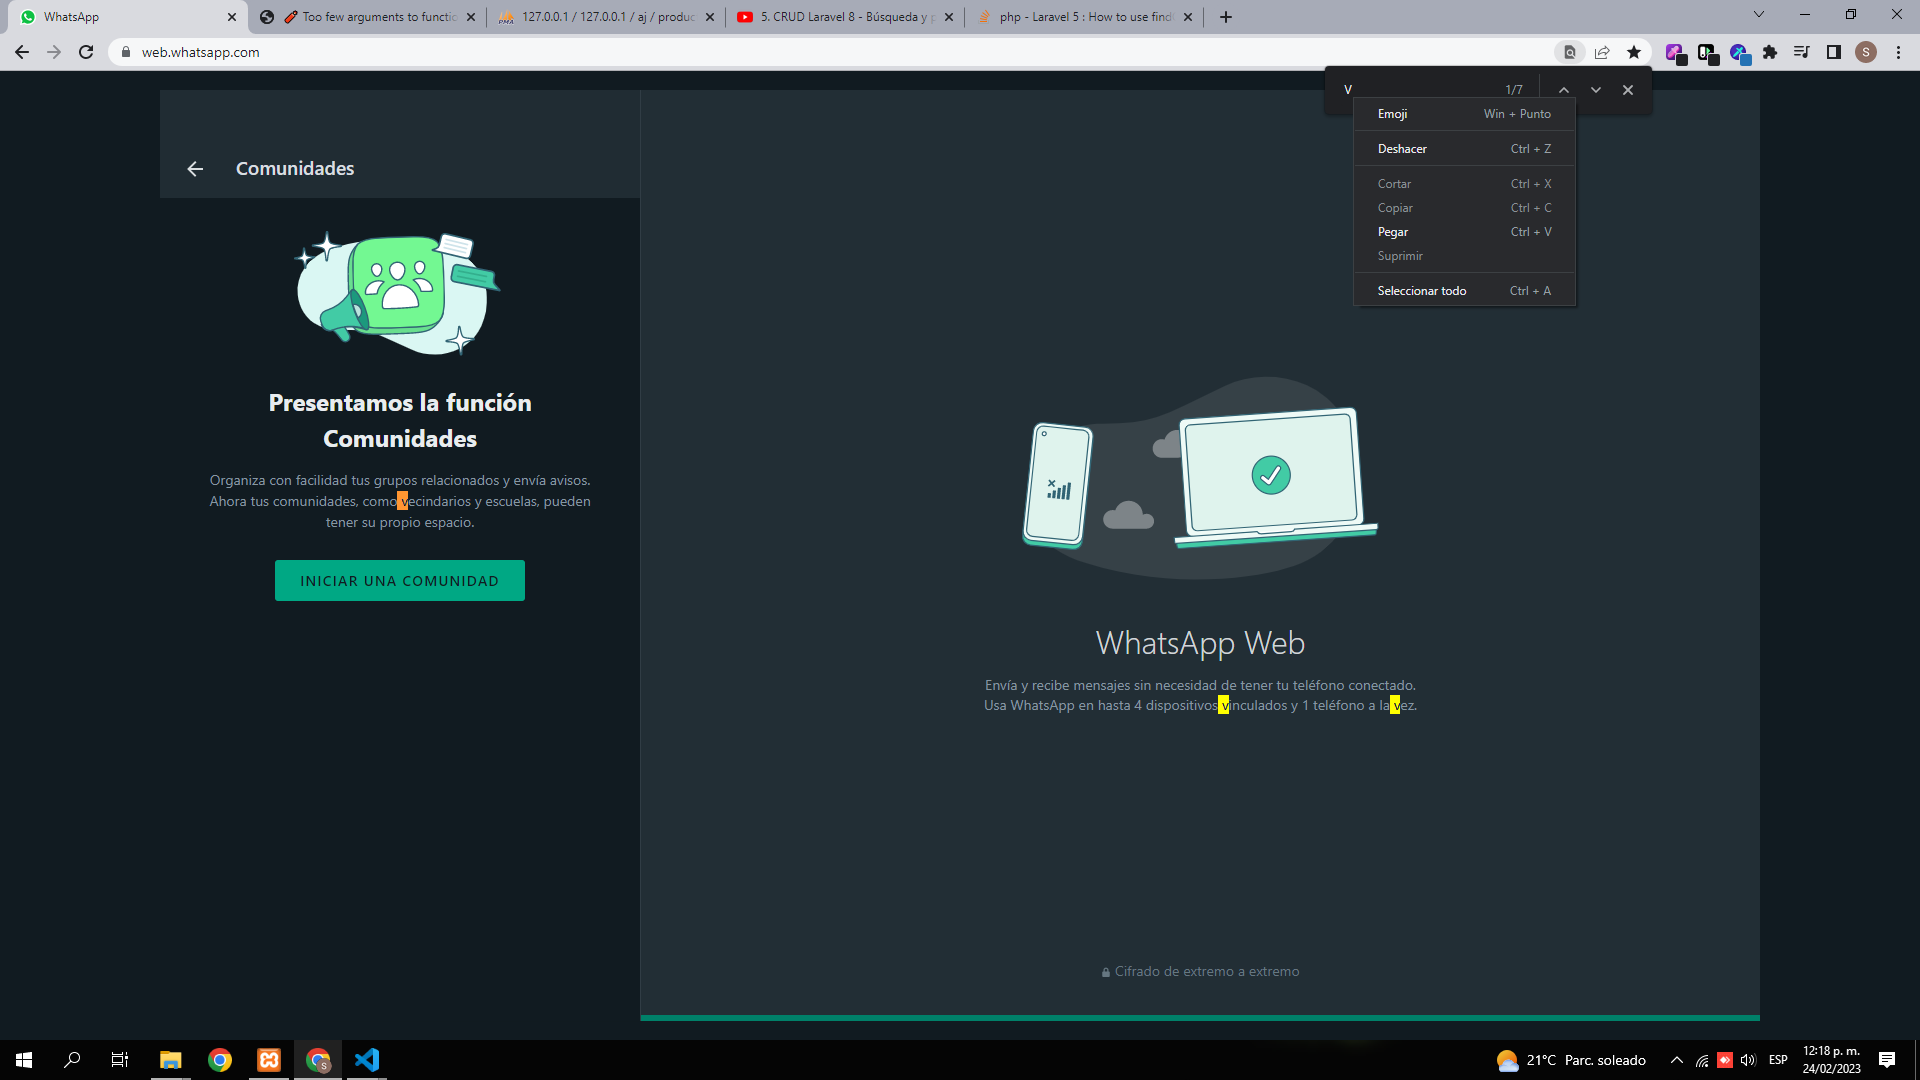 WhatsApp
Too few arguments to functio
127.0.0.1 / 127.0.0.1 / aj / produc
5. CRUD Laravel 8 - Búsqueda y p
php - Laravel 5 : How to use find
web.whatsapp.com
S
V
1/7
Emoji Win + Punto
Deshacer Ctrl + Z
Cortar Ctrl + X
Copiar Ctrl + C
Pegar Ctrl + V
Suprimir
Seleccionar todo Ctrl + A
Comunidades
Presentamos la función
Comunidades
Organiza con facilidad tus grupos relacionados y envía avisos.
Ahora tus comunidades, como vecindarios y escuelas, pueden
tener su propio espacio.
INICIAR UNA COMUNIDAD
WhatsApp Web
Envía y recibe mensajes sin necesidad de tener tu teléfono conectado.
Usa WhatsApp en hasta 4 dispositivos vinculados y 1 teléfono a la vez.
Cifrado de extremo a extremo
21°C Parc. soleado
ESP
12:18 p. m.
24/02/2023